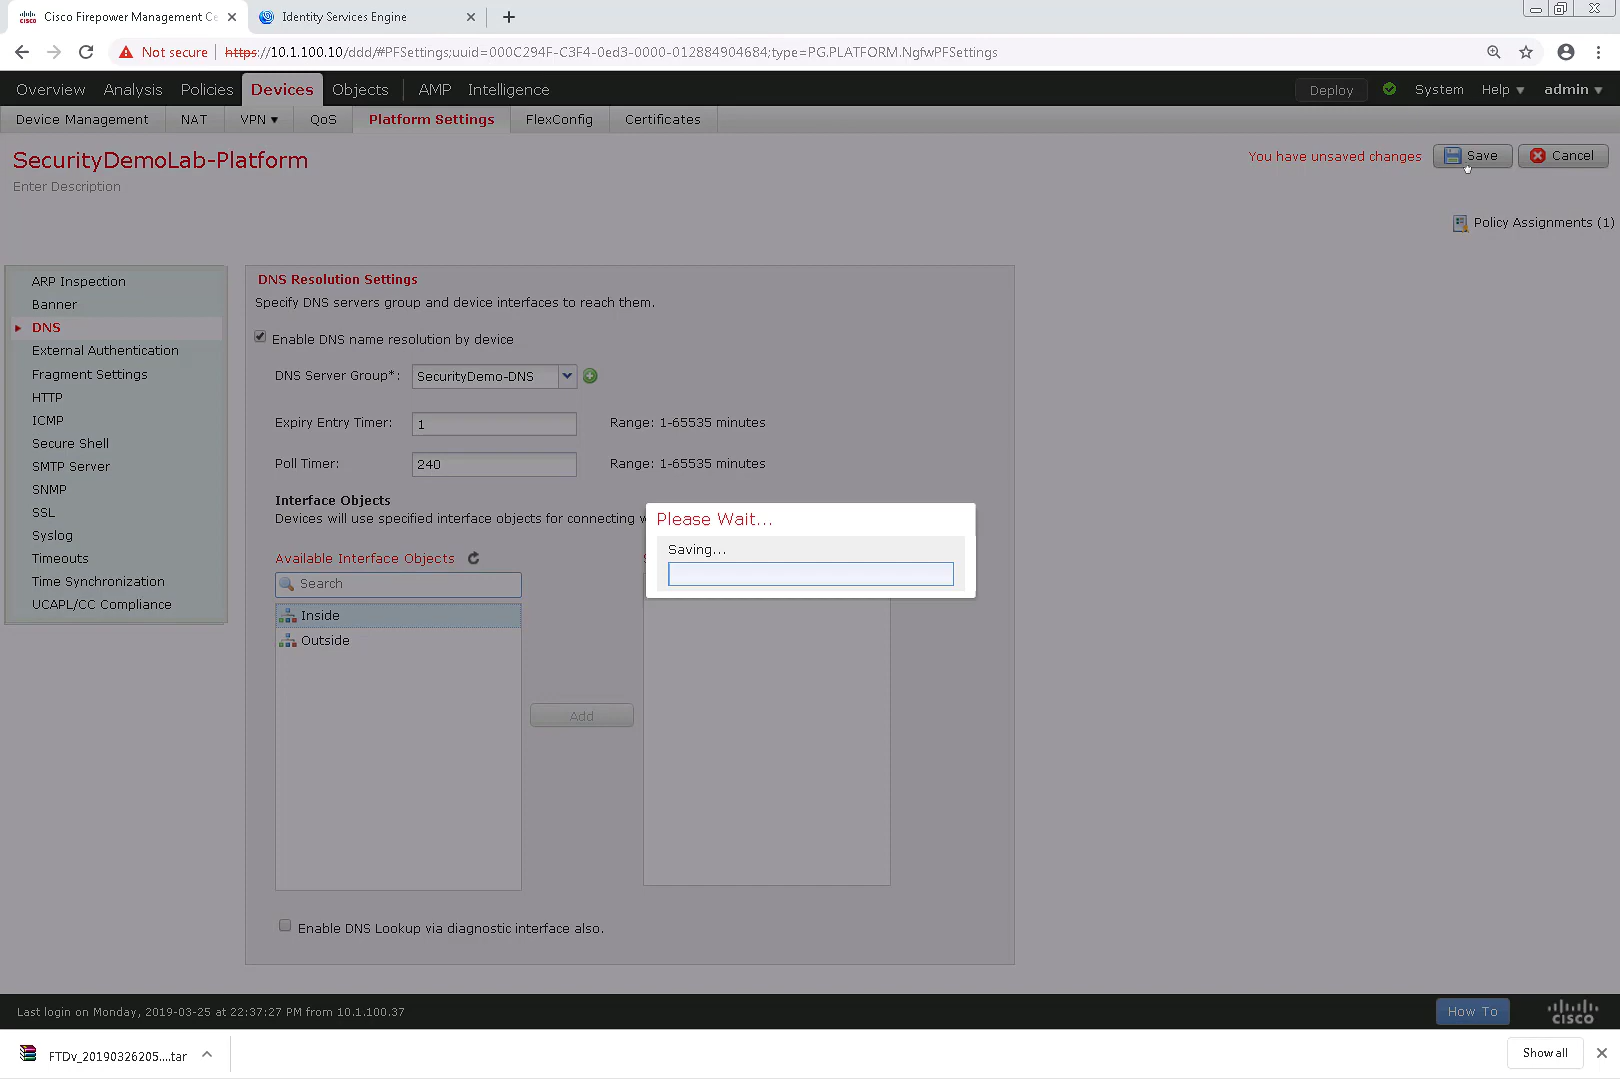 Cisco Firepower Management Ce
Identity Services Engine
Not secure
https://10.1.100.10/ddd/#PFSettings;uuid=000C294F-C3F4-0ed3-0000-012884904684;type=PG.PLATFORM.NgfwPFSettings
Overview
Analysis
Policies
Devices
Objects
AMP
Intelligence
Deploy
System
Help
admin
Device Management
NAT
VPN
QoS
Platform Settings
FlexConfig
Certificates
SecurityDemoLab-Platform
Enter Description
You have unsaved changes
Save
Cancel
Policy Assignments (1)
ARP Inspection
Banner
DNS
External Authentication
Fragment Settings
HTTP
ICMP
Secure Shell
SMTP Server
SNMP
SSL
Syslog
Timeouts
Time Synchronization
UCAPL/CC Compliance
DNS Resolution Settings
Specify DNS servers group and device interfaces to reach them.
Enable DNS name resolution by device
DNS Server Group*: SecurityDemo-DNS
Expiry Entry Timer: 1 Range: 1-65535 minutes
Poll Timer: 240 Range: 1-65535 minutes
Interface Objects
Devices will use specified interface objects for connecting
Available Interface Objects
Search
Inside
Outside
Add
Please Wait...
Saving...
Enable DNS Lookup via diagnostic interface also.
Last login on Monday, 2019-03-25 at 22:37:27 PM from 10.1.100.37
How To
CISCO
FTDv_20190326205....tar
Show all